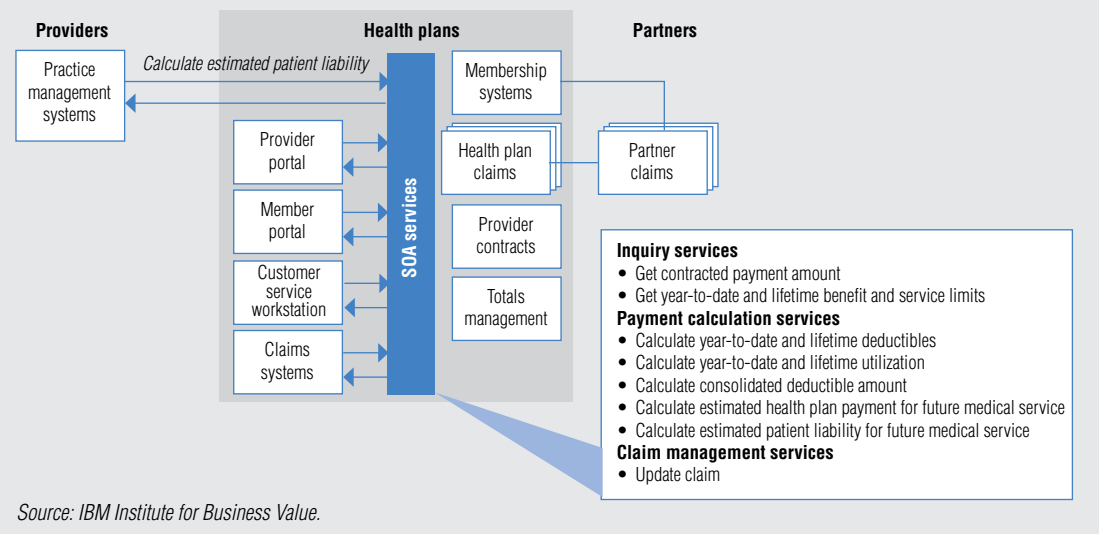 Providers
Health plans
Partners
Practice
management
systems
Calculate estimated patient liability
Provider
portal
Member
portal
Customer
service
workstation
Claims
systems
SOA services
Membership
systems
Health plan
claims
Provider
contracts
Totals
management
Partner
claims
Inquiry services
• Get contracted payment amount
• Get year-to-date and lifetime benefit and service limits
Payment calculation services
• Calculate year-to-date and lifetime deductibles
• Calculate year-to-date and lifetime utilization
• Calculate consolidated deductible amount
• Calculate estimated health plan payment for future medical service
• Calculate estimated patient liability for future medical service
Claim management services
• Update claim
Source: IBM Institute for Business Value.